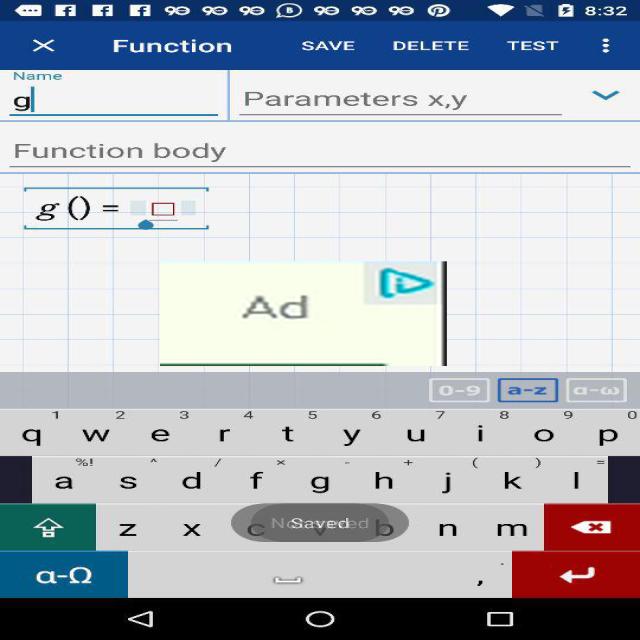 8:32
Function SAVE DELETE TEST
Name
g
Parameters x,y
Function body
g () =
Ad
0-9 a-z α-ω
1 2 3 4 5 6 7 8 9 0
q w e r t y u i o p
%! ^ / × - + ( ) =
a s d f g h j k l
z x c v b n m
Saved
α-Ω ,